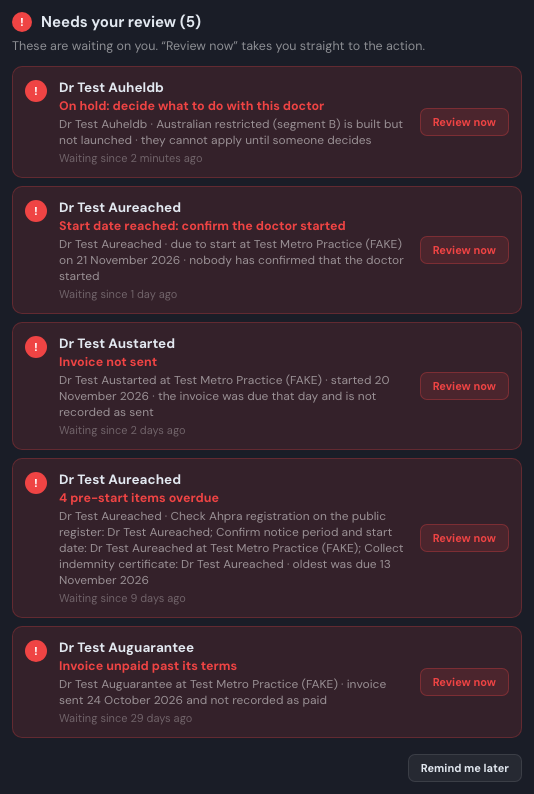 ! Needs your review (5)
These are waiting on you. “Review now” takes you straight to the action.
!
Dr Test Auheldb
On hold: decide what to do with this doctor
Dr Test Auheldb · Australian restricted (segment B) is built but
not launched · they cannot apply until someone decides
Waiting since 2 minutes ago
Review now
!
Dr Test Aureached
Start date reached: confirm the doctor started
Dr Test Aureached · due to start at Test Metro Practice (FAKE)
on 21 November 2026 · nobody has confirmed that the doctor
started
Waiting since 1 day ago
Review now
!
Dr Test Austarted
Invoice not sent
Dr Test Austarted at Test Metro Practice (FAKE) · started 20
November 2026 · the invoice was due that day and is not
recorded as sent
Waiting since 2 days ago
Review now
!
Dr Test Aureached
4 pre-start items overdue
Dr Test Aureached · Check Ahpra registration on the public
register: Dr Test Aureached; Confirm notice period and start
date: Dr Test Aureached at Test Metro Practice (FAKE); Collect
indemnity certificate: Dr Test Aureached · oldest was due 13
November 2026
Waiting since 9 days ago
Review now
!
Dr Test Auguarantee
Invoice unpaid past its terms
Dr Test Auguarantee at Test Metro Practice (FAKE) · invoice
sent 24 October 2026 and not recorded as paid
Waiting since 29 days ago
Review now
Remind me later